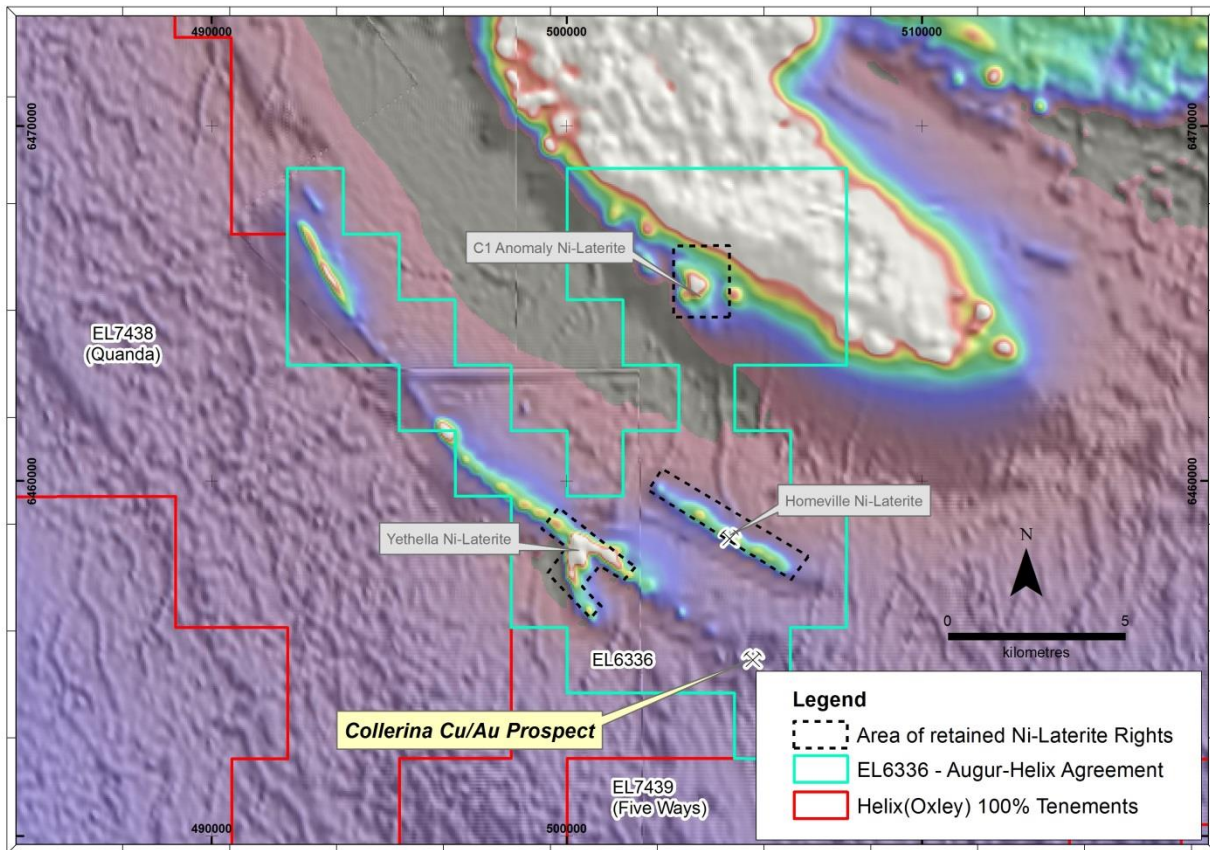 490000
500000
510000
6470000
6470000
C1 Anomaly Ni-Laterite
EL7438
(Quanda)
6460000
6460000
Homeville Ni-Laterite
Yethella Ni-Laterite
N
0
5
kilometres
EL6336
Collerina Cu/Au Prospect
EL7439
(Five Ways)
Legend
Area of retained Ni-Laterite Rights
EL6336 - Augur-Helix Agreement
Helix(Oxley) 100% Tenements
490000
500000